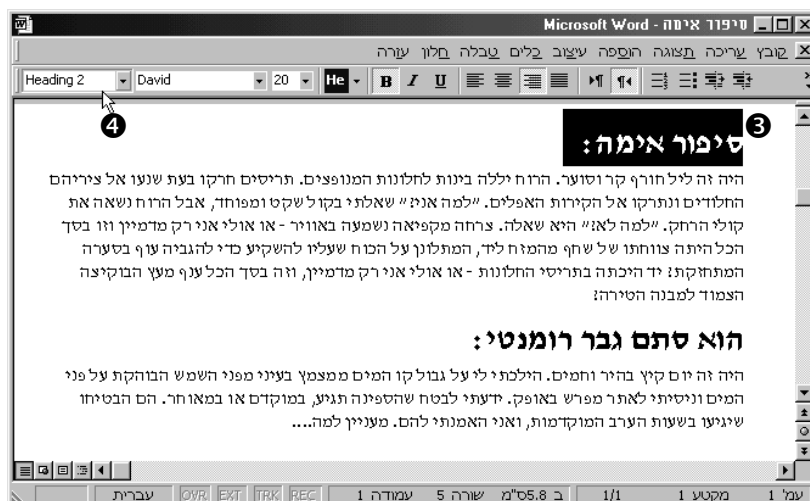 סיפור אימה - Microsoft Word
קובץ עריכה תצוגה הוספה עיצוב כלים טבלה חלון עזרה
Heading 2 David 20 He B I U
3
4
סיפור אימה:
היה זה ליל חורף קר וסוער. הרוח יללה בינות לחלונות המנופצים. תריסים חרקו בעת שנעו אל ציריהם
החלודים ונתרקו אל הקירות האפלים. "למה אני?" שאלתי בקול שקט ומפוחד, אבל הרוח נשאה את
קולי הרחק. "למה לא?" היא שאלה. צרחה מקפיאה נשמעה באוויר - או אולי אני רק מדמיין וזו בסך
הכל היתה צווחתו של שחף מהמזח ליד, המתלונן על הכוח שעליו להשקיע כדי להגביה עוף בסערה
המתחזקת? יד היכתה בתריסי החלונות - או אולי אני רק מדמיין, וזה בסך הכל ענף מעץ הבוקיצה
הצמוד למבנה הטירה?
הוא סתם גבר רומנטי:
היה זה יום קיץ בהיר וחמים. הילכתי לי על גבול קו המים ממצמץ בעיני מפני השמש הבוהקת על פני
המים וניסיתי לאתר מפרש באופק. ידעתי לבטח שהספינה תגיע, במוקדם או במאוחר. הם הבטיחו
שיגיעו בשעות הערב המוקדמות, ואני האמנתי להם. מעניין למה....
עמ' 1 מקטע 1 1/1 ב 5.8ס"מ שורה 5 עמודה 1 REC TRK EXT OVR עברית